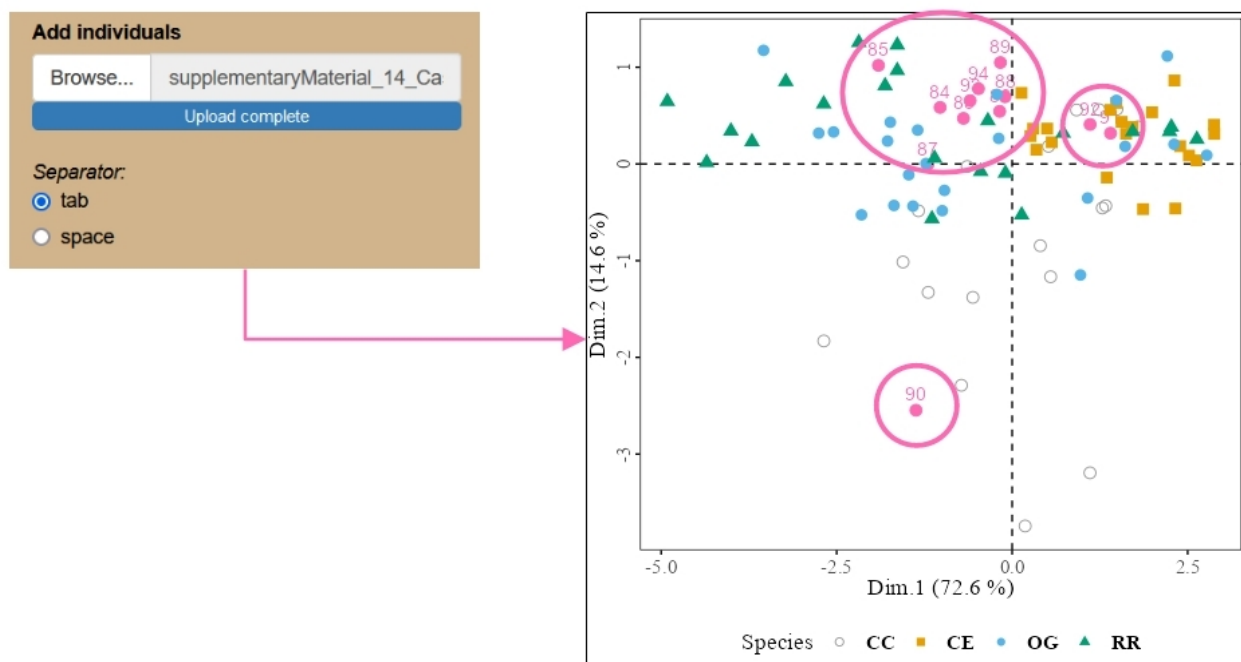 Add individuals
Browse... supplementaryMaterial_14_Ca
Upload complete
Separator:
tab
space
1
0
-1
-2
-3
Dim.2 (14.6 %)
85
89
94
88
84
87
92
90
-5.0
-2.5
0.0
2.5
Dim.1 (72.6 %)
Species CC CE OG RR